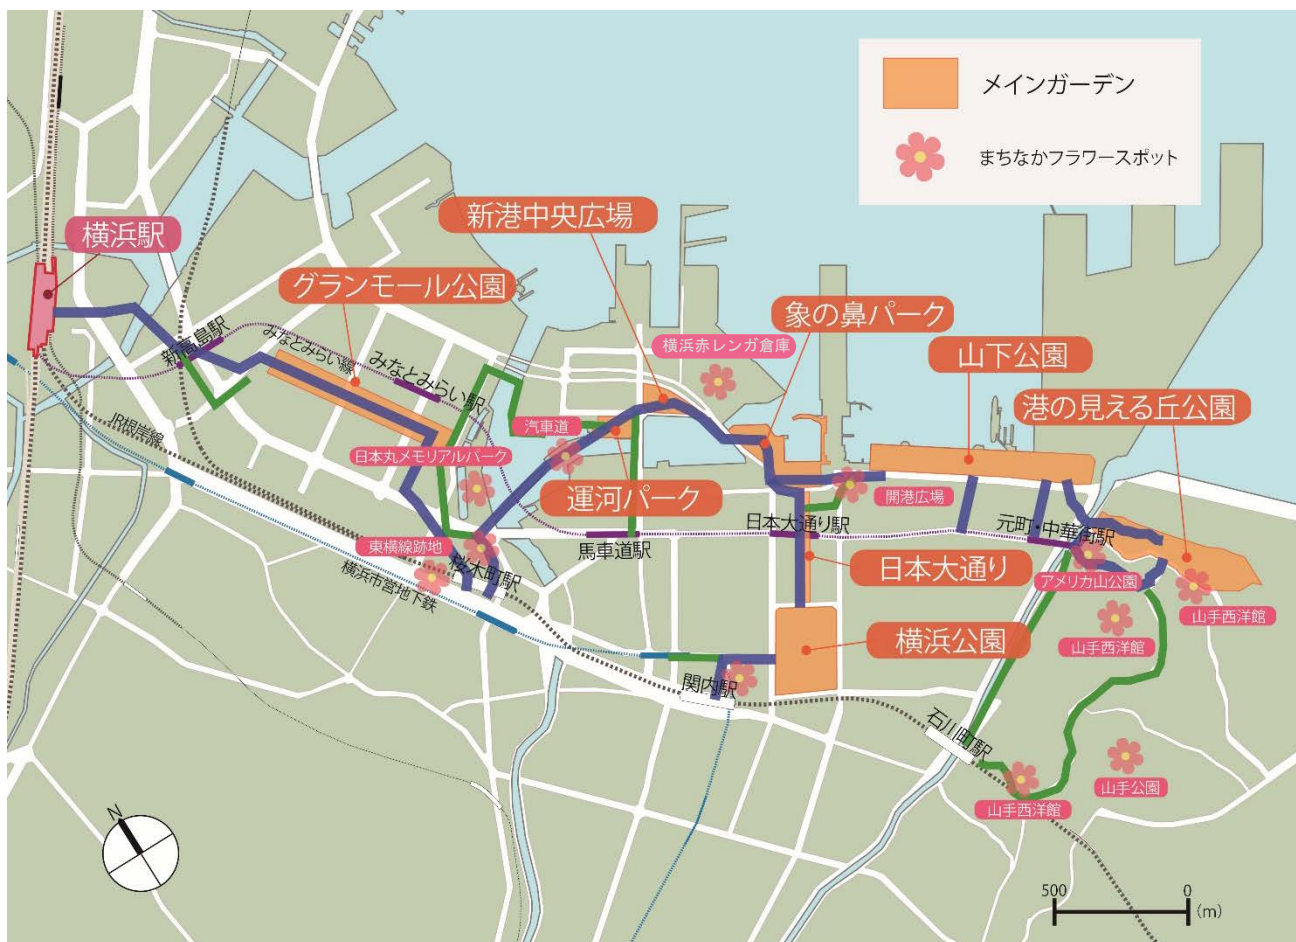 メインガーデン
まちなかフラワースポット
新港中央広場
横浜駅
グランモール公園
象の鼻パーク
山下公園
港の見える丘公園
新高島駅
みなとみらい線
みなとみらい駅
横浜赤レンガ倉庫
JR根岸線
汽車道
日本丸メモリアルパーク
運河パーク
開港広場
日本大通り駅
元町・中華街駅
馬車道駅
東横線跡地
桜木町駅
横浜市営地下鉄
日本大通り
アメリカ山公園
山手西洋館
山手西洋館
横浜公園
関内駅
石川町駅
山手公園
山手西洋館
N
500
0
(m)